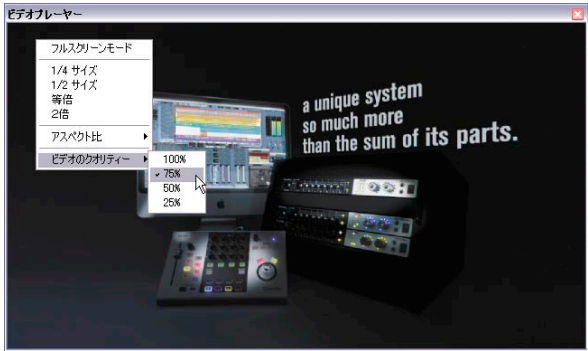 ビデオプレーヤー
フルスクリーンモード
1/4 サイズ
1/2 サイズ
等倍
2倍
アスペクト比
ビデオのクオリティー
100%
75%
50%
25%
a unique system
so much more
than the sum of its parts.